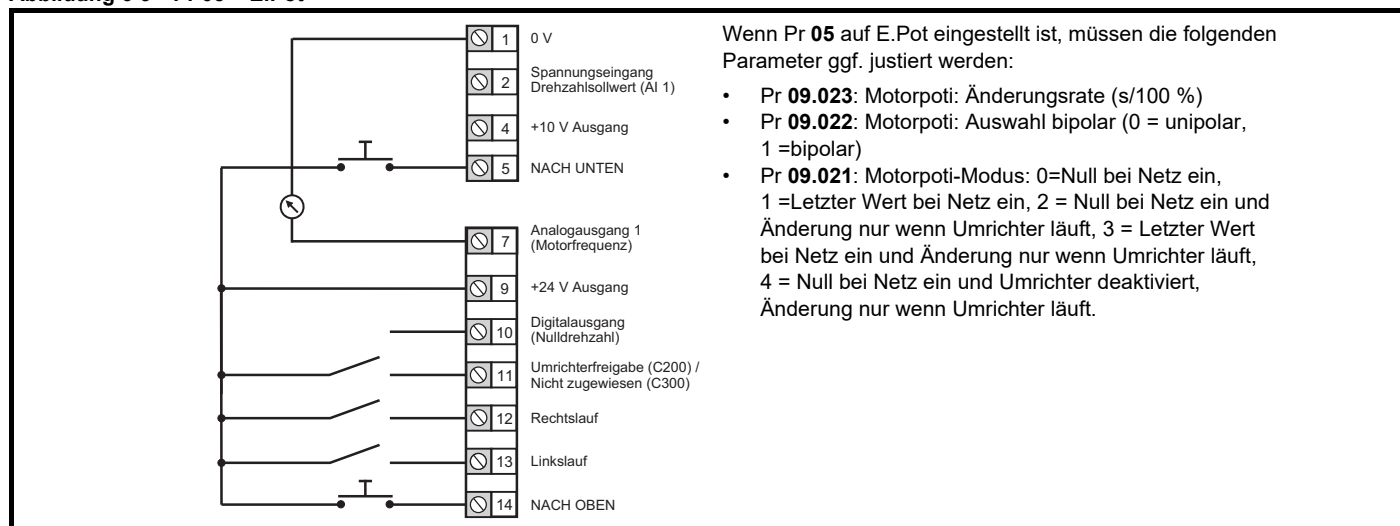 1 0 V
2 Spannungseingang
Drehzahlsollwert (AI 1)
4 +10 V Ausgang
5 NACH UNTEN
7 Analogausgang 1
(Motorfrequenz)
9 +24 V Ausgang
10 Digitalausgang
(Nulldrehzahl)
11 Umrichterfreigabe (C200) /
Nicht zugewiesen (C300)
12 Rechtslauf
13 Linkslauf
14 NACH OBEN
Wenn Pr 05 auf E.Pot eingestellt ist, müssen die folgenden
Parameter ggf. justiert werden:
• Pr 09.023: Motorpoti: Änderungsrate (s/100 %)
• Pr 09.022: Motorpoti: Auswahl bipolar (0 = unipolar,
1 =bipolar)
• Pr 09.021: Motorpoti-Modus: 0=Null bei Netz ein,
1 =Letzter Wert bei Netz ein, 2 = Null bei Netz ein und
Änderung nur wenn Umrichter läuft, 3 = Letzter Wert
bei Netz ein und Änderung nur wenn Umrichter läuft,
4 = Null bei Netz ein und Umrichter deaktiviert,
Änderung nur wenn Umrichter läuft.